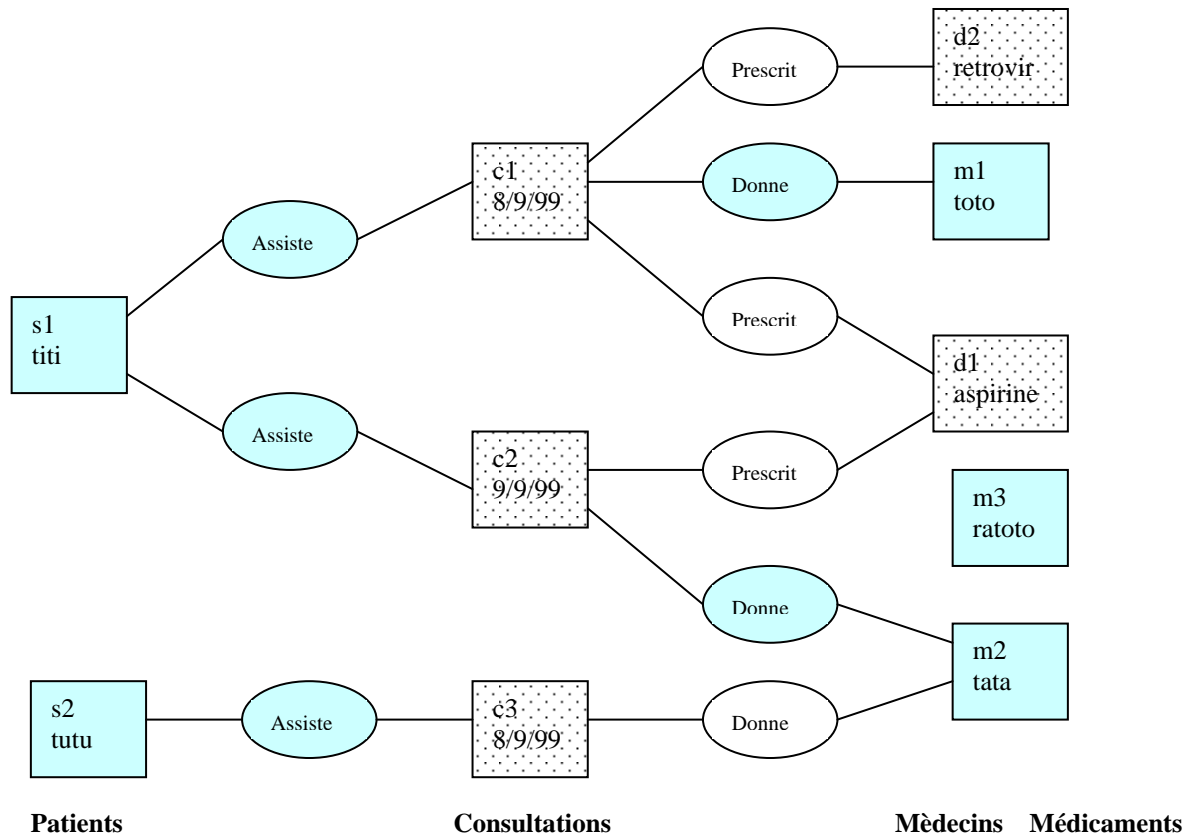 d2
retrovir
Prescrit
c1
8/9/99
Donne
m1
toto
Assiste
s1
titi
Prescrit
d1
aspirine
Assiste
c2
9/9/99
Prescrit
m3
ratoto
Donne
m2
tata
s2
tutu
Assiste
c3
8/9/99
Donne
Patients Consultations Mèdecins Médicaments